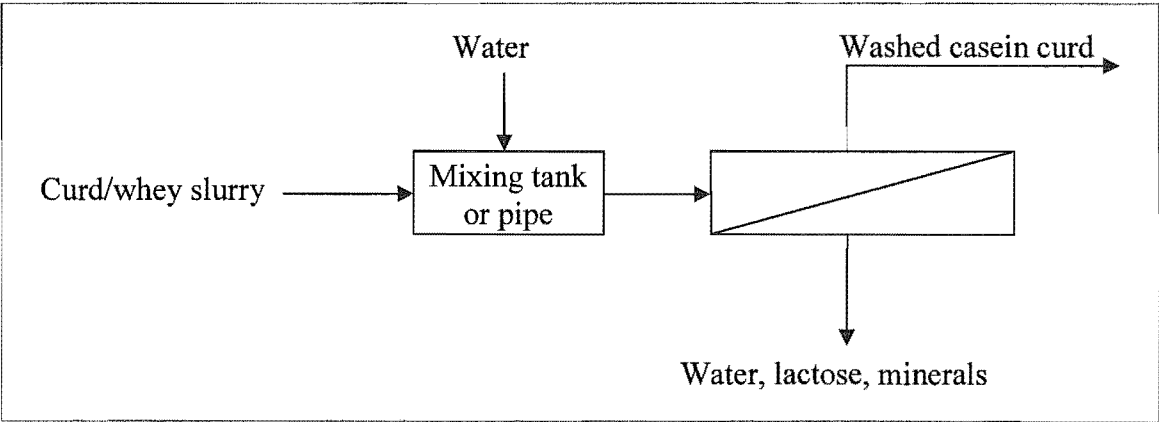 Water
Washed casein curd
Curd/whey slurry
Mixing tank
or pipe
Water, lactose, minerals